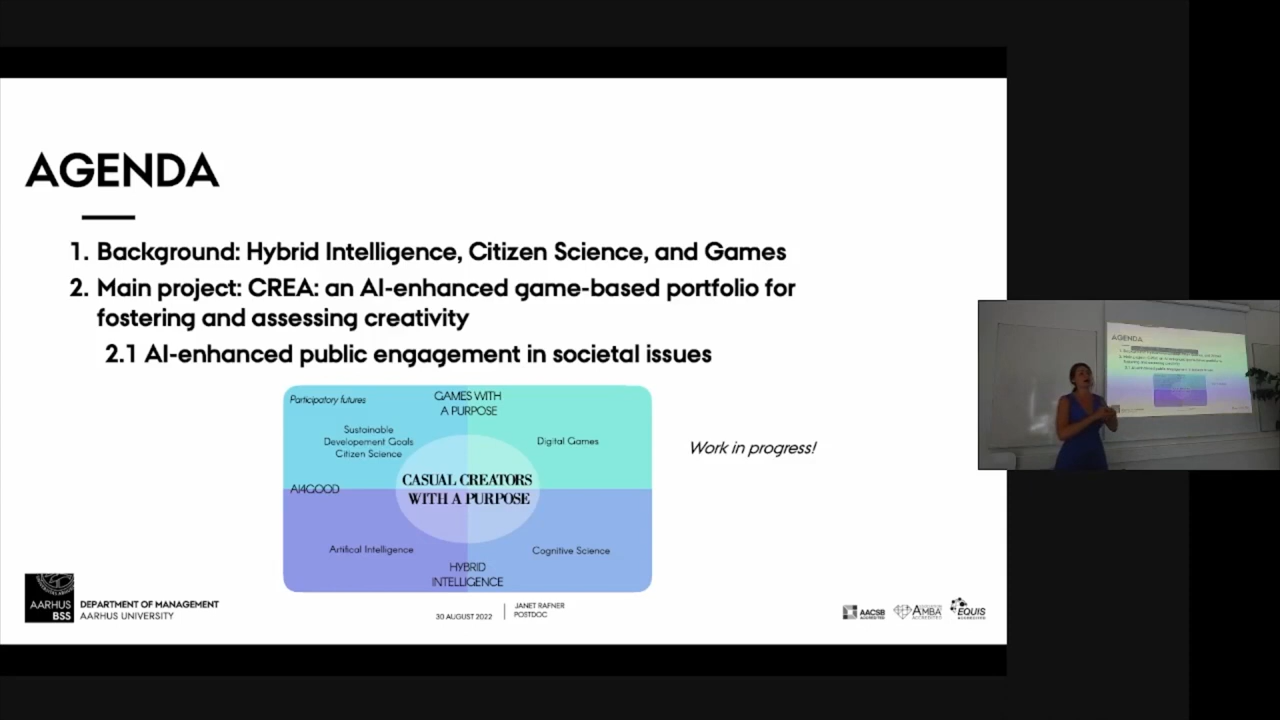 AGENDA
1. Background: Hybrid Intelligence, Citizen Science, and Games
2. Main project: CREA: an AI-enhanced game-based portfolio for
fostering and assessing creativity
2.1 AI-enhanced public engagement in societal issues
Participatory futures
GAMES WITH
A PURPOSE
Sustainable
Developement Goals
Citizen Science
Digital Games
Work in progress!
CASUAL CREATORS
WITH A PURPOSE
AI4GOOD
Artifical Intelligence
Cognitive Science
HYBRID
INTELLIGENCE
AARHUS
BSS
DEPARTMENT OF MANAGEMENT
AARHUS UNIVERSITY
30 AUGUST 2022
JANET RAFNER
POSTDOC
AACSB
ACCREDITED
AMBA
ACCREDITED
EQUIS
ACCREDITED
AGENDA